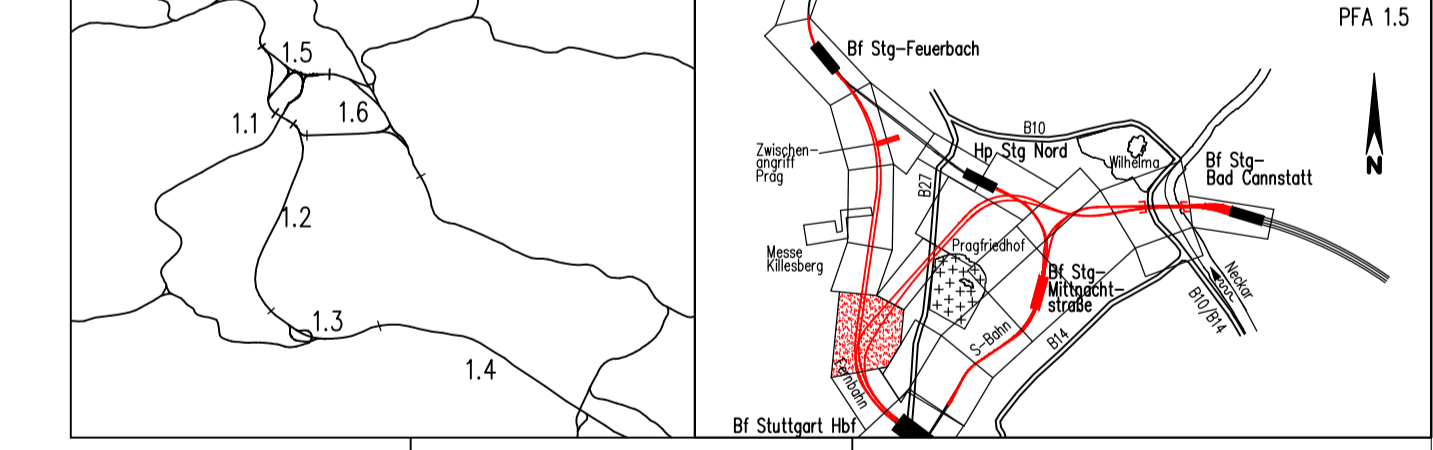 1.5
1.6
1.1
1.2
1.3
1.4
PFA 1.5
Bf Stg-Feuerbach
B10
Hp Stg Nord
Zwischen-
angriff
Prag
Wilhelma
Bf Stg-
Bad Cannstatt
B27
Messe
Killesberg
Pragfriedhof
Bf Stg-
Mittnacht-
straße
Neckar
B10/B14
S-Bahn
B14
Fernbahn
Bf Stuttgart Hbf
N